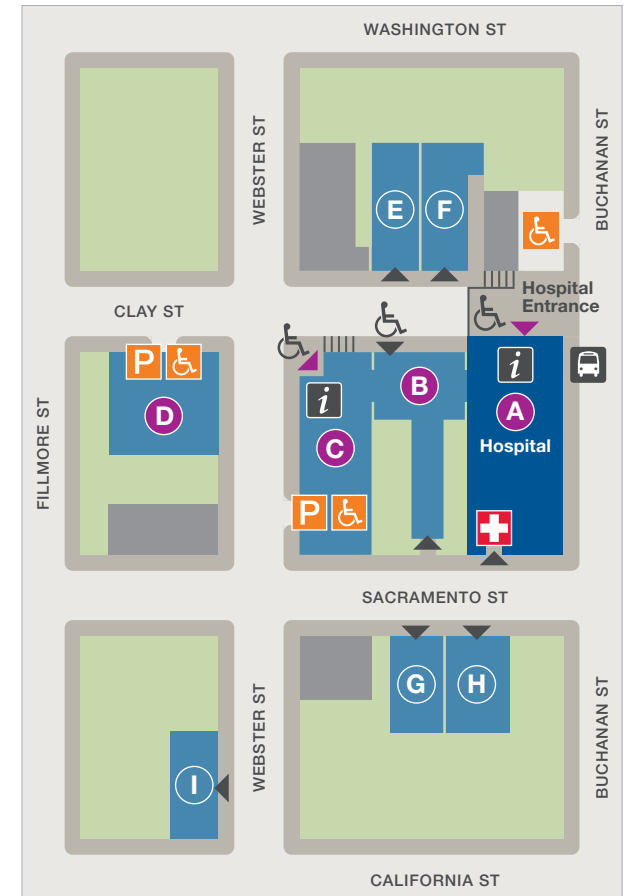 WASHINGTON ST
WEBSTER ST
BUCHANAN ST
E
F
Hospital
Entrance
CLAY ST
FILLMORE ST
P
D
i
C
B
i
A
Hospital
P
SACRAMENTO ST
G
H
I
WEBSTER ST
BUCHANAN ST
CALIFORNIA ST